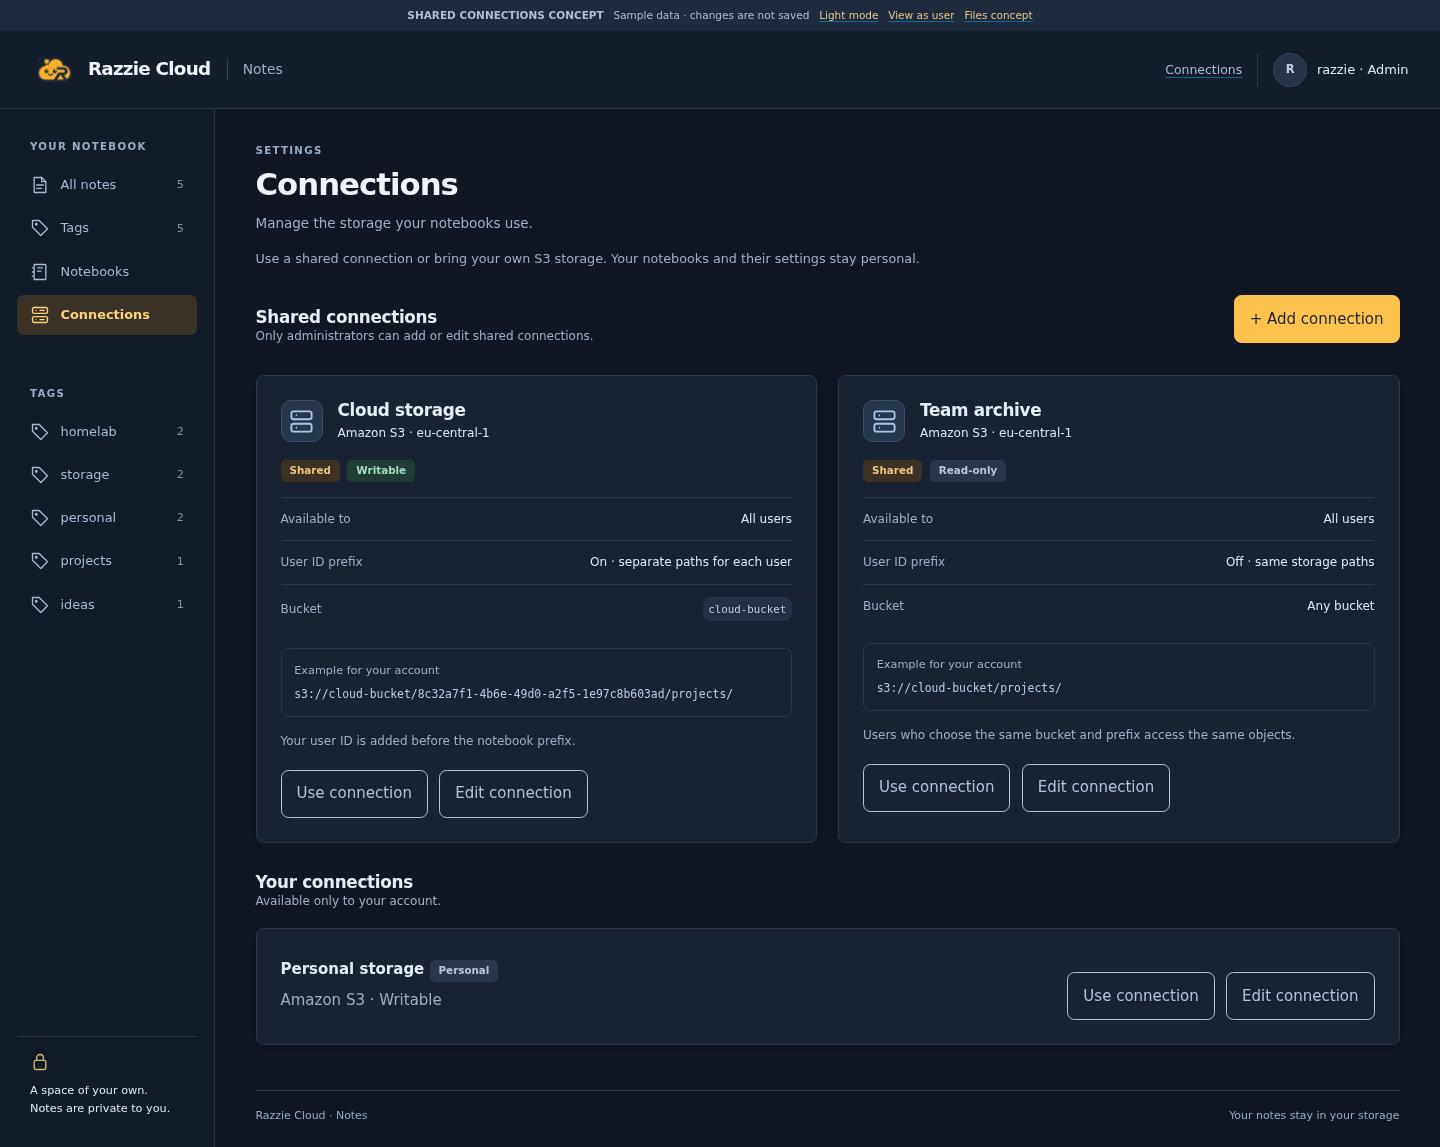 SHARED CONNECTIONS CONCEPT Sample data · changes are not saved Light mode View as user Files concept
Razzie Cloud Notes
Connections R razzie · Admin
YOUR NOTEBOOK
All notes 5
Tags 5
Notebooks
Connections
TAGS
homelab 2
storage 2
personal 2
projects 1
ideas 1
A space of your own.
Notes are private to you.
SETTINGS
Connections
Manage the storage your notebooks use.
Use a shared connection or bring your own S3 storage. Your notebooks and their settings stay personal.
Shared connections
Only administrators can add or edit shared connections.
+ Add connection
Cloud storage
Amazon S3 · eu-central-1
Shared Writable
Available to All users
User ID prefix On · separate paths for each user
Bucket cloud-bucket
Example for your account
s3://cloud-bucket/8c32a7f1-4b6e-49d0-a2f5-1e97c8b603ad/projects/
Your user ID is added before the notebook prefix.
Use connection Edit connection
Team archive
Amazon S3 · eu-central-1
Shared Read-only
Available to All users
User ID prefix Off · same storage paths
Bucket Any bucket
Example for your account
s3://cloud-bucket/projects/
Users who choose the same bucket and prefix access the same objects.
Use connection Edit connection
Your connections
Available only to your account.
Personal storage Personal
Amazon S3 · Writable
Use connection Edit connection
Razzie Cloud · Notes Your notes stay in your storage